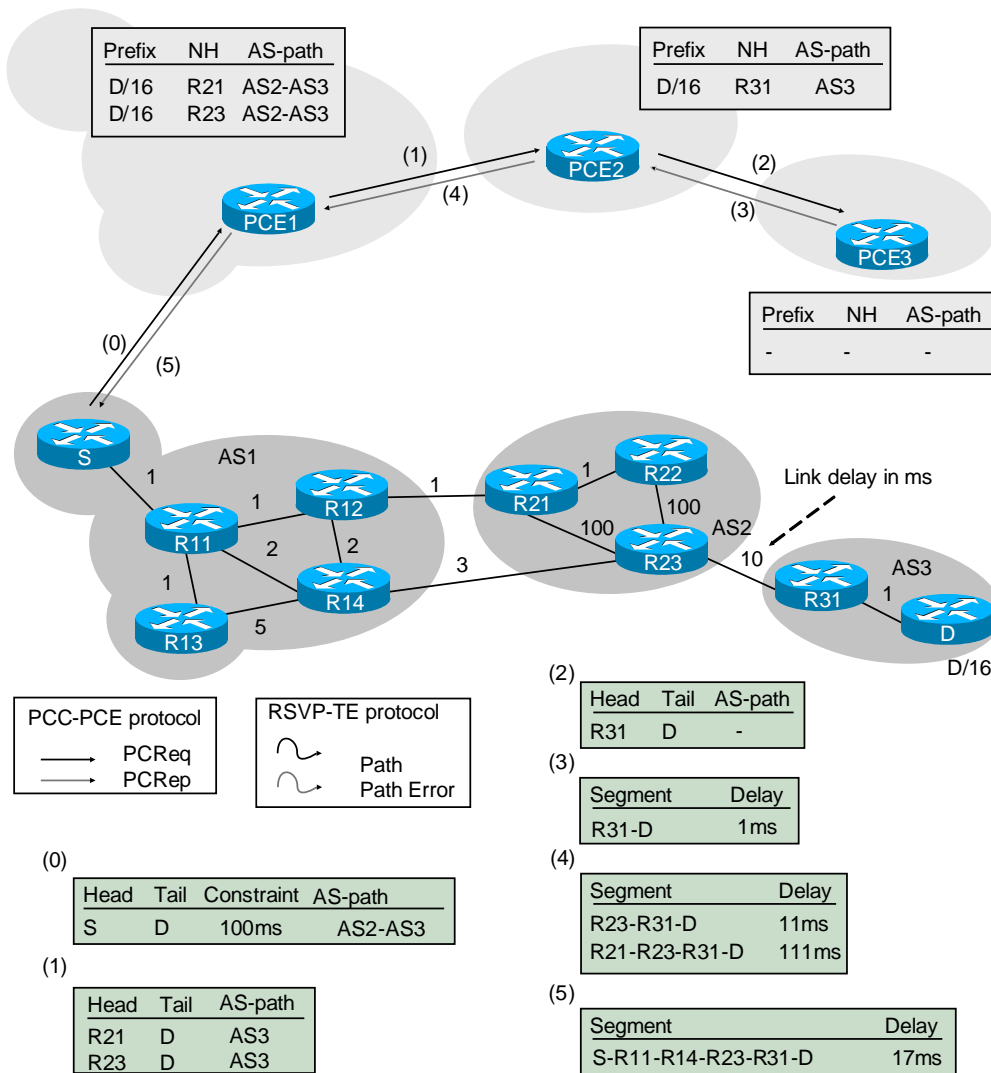 Prefix NH AS-path
D/16 R21 AS2-AS3
D/16 R23 AS2-AS3
Prefix NH AS-path
D/16 R31 AS3
(1)
(4)
PCE2
(2)
(3)
PCE1
PCE3
Prefix NH AS-path
- - -
(0)
(5)
S
AS1
R12
R21
R22
Link delay in ms
1
1
1
1
100
100
AS2
R11
2
2
R23
10
AS3
1
3
R14
R31
1
5
R13
D
D/16
PCC-PCE protocol
PCReq
PCRep
RSVP-TE protocol
Path
Path Error
(2)
Head Tail AS-path
R31 D -
(3)
Segment Delay
R31-D 1ms
(0)
Head Tail Constraint AS-path
S D 100ms AS2-AS3
(4)
Segment Delay
R23-R31-D 11ms
R21-R23-R31-D 111ms
(1)
Head Tail AS-path
R21 D AS3
R23 D AS3
(5)
Segment Delay
S-R11-R14-R23-R31-D 17ms